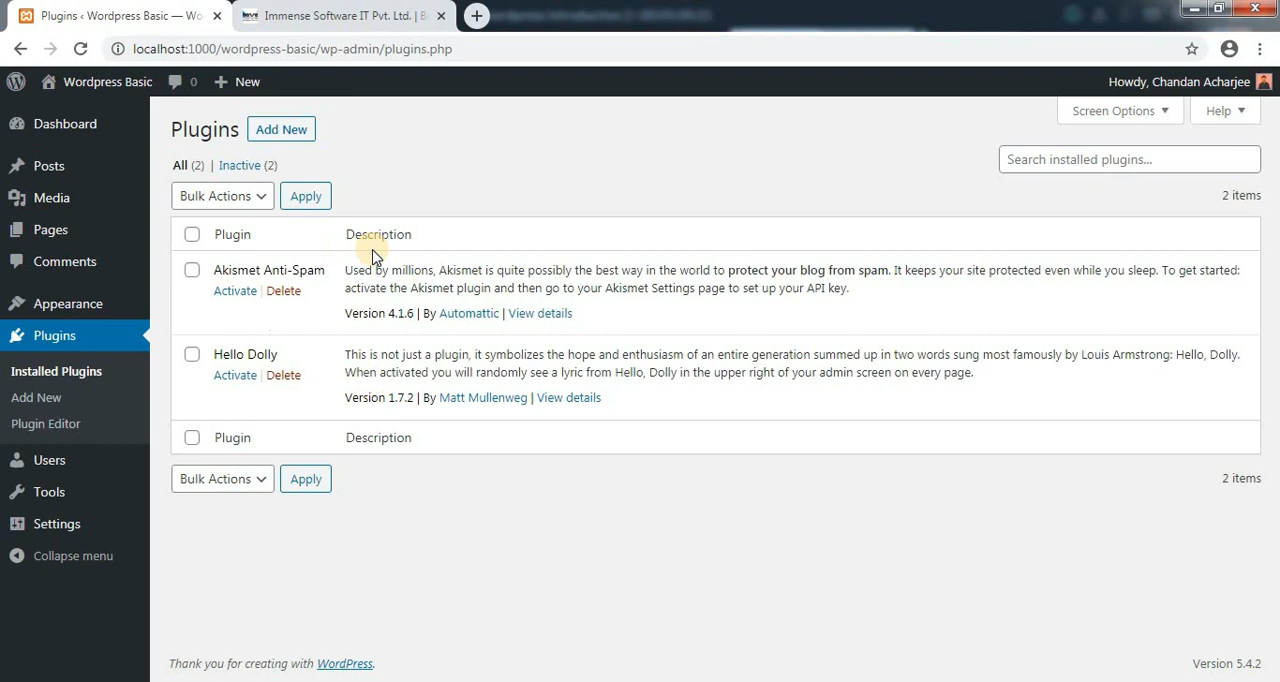 Plugins ‹ Wordpress Basic — Wo
Immense Software IT Pvt. Ltd. | B
localhost:1000/wordpress-basic/wp-admin/plugins.php
Wordpress Basic 0 New
Howdy, Chandan Acharjee
Screen Options Help
Dashboard
Posts
Media
Pages
Comments
Appearance
Plugins
Installed Plugins
Add New
Plugin Editor
Users
Tools
Settings
Collapse menu
Plugins Add New
All (2) | Inactive (2)
Search installed plugins...
Bulk Actions Apply
2 items
Plugin Description
Akismet Anti-Spam
Activate | Delete
Used by millions, Akismet is quite possibly the best way in the world to protect your blog from spam. It keeps your site protected even while you sleep. To get started:
activate the Akismet plugin and then go to your Akismet Settings page to set up your API key.
Version 4.1.6 | By Automattic | View details
Hello Dolly
Activate | Delete
This is not just a plugin, it symbolizes the hope and enthusiasm of an entire generation summed up in two words sung most famously by Louis Armstrong: Hello, Dolly.
When activated you will randomly see a lyric from Hello, Dolly in the upper right of your admin screen on every page.
Version 1.7.2 | By Matt Mullenweg | View details
Plugin Description
Bulk Actions Apply
2 items
Thank you for creating with WordPress.
Version 5.4.2